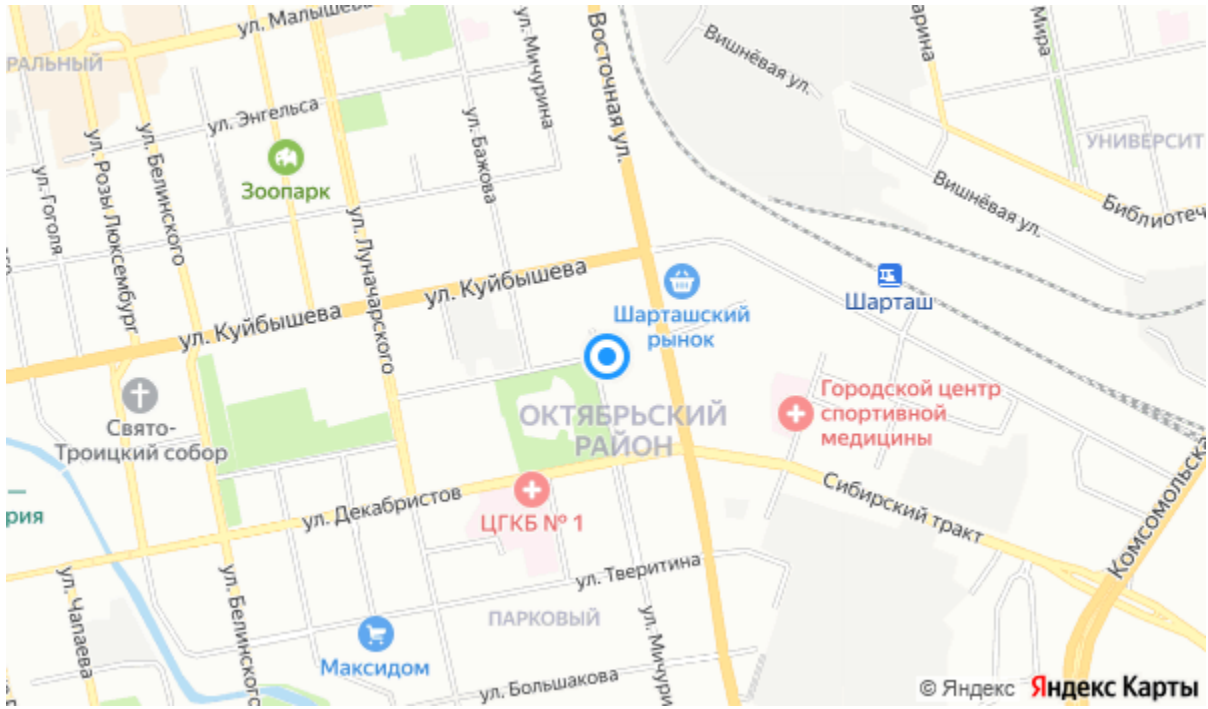 ул. Малышева
РАЛЬНЫЙ
ул. Энгельса
Зоопарк
ул. Гоголя
ул. Розы Люксембург
ул. Белинского
ул. Луначарского
ул. Бажова
ул. Мичурина
Восточная ул.
Вишнёвая ул.
арина
Мира
УНИВЕРСИТ
Вишнёвая ул.
Библиотеч
ул. Куйбышева
ул. Куйбышева
Шарташский
рынок
Шарташ
Свято-
Троицкий собор
ОКТЯБРЬСКИЙ
РАЙОН
Городской центр
спортивной
медицины
рия
ул. Декабристов
ЦГКБ № 1
Сибирский тракт
Комсомольска
ул. Чапаева
ул. Белинского
ул. Тверитина
ПАРКОВЫЙ
Максидом
ул. Большакова
ул. Мичури
© Яндекс Яндекс Карты